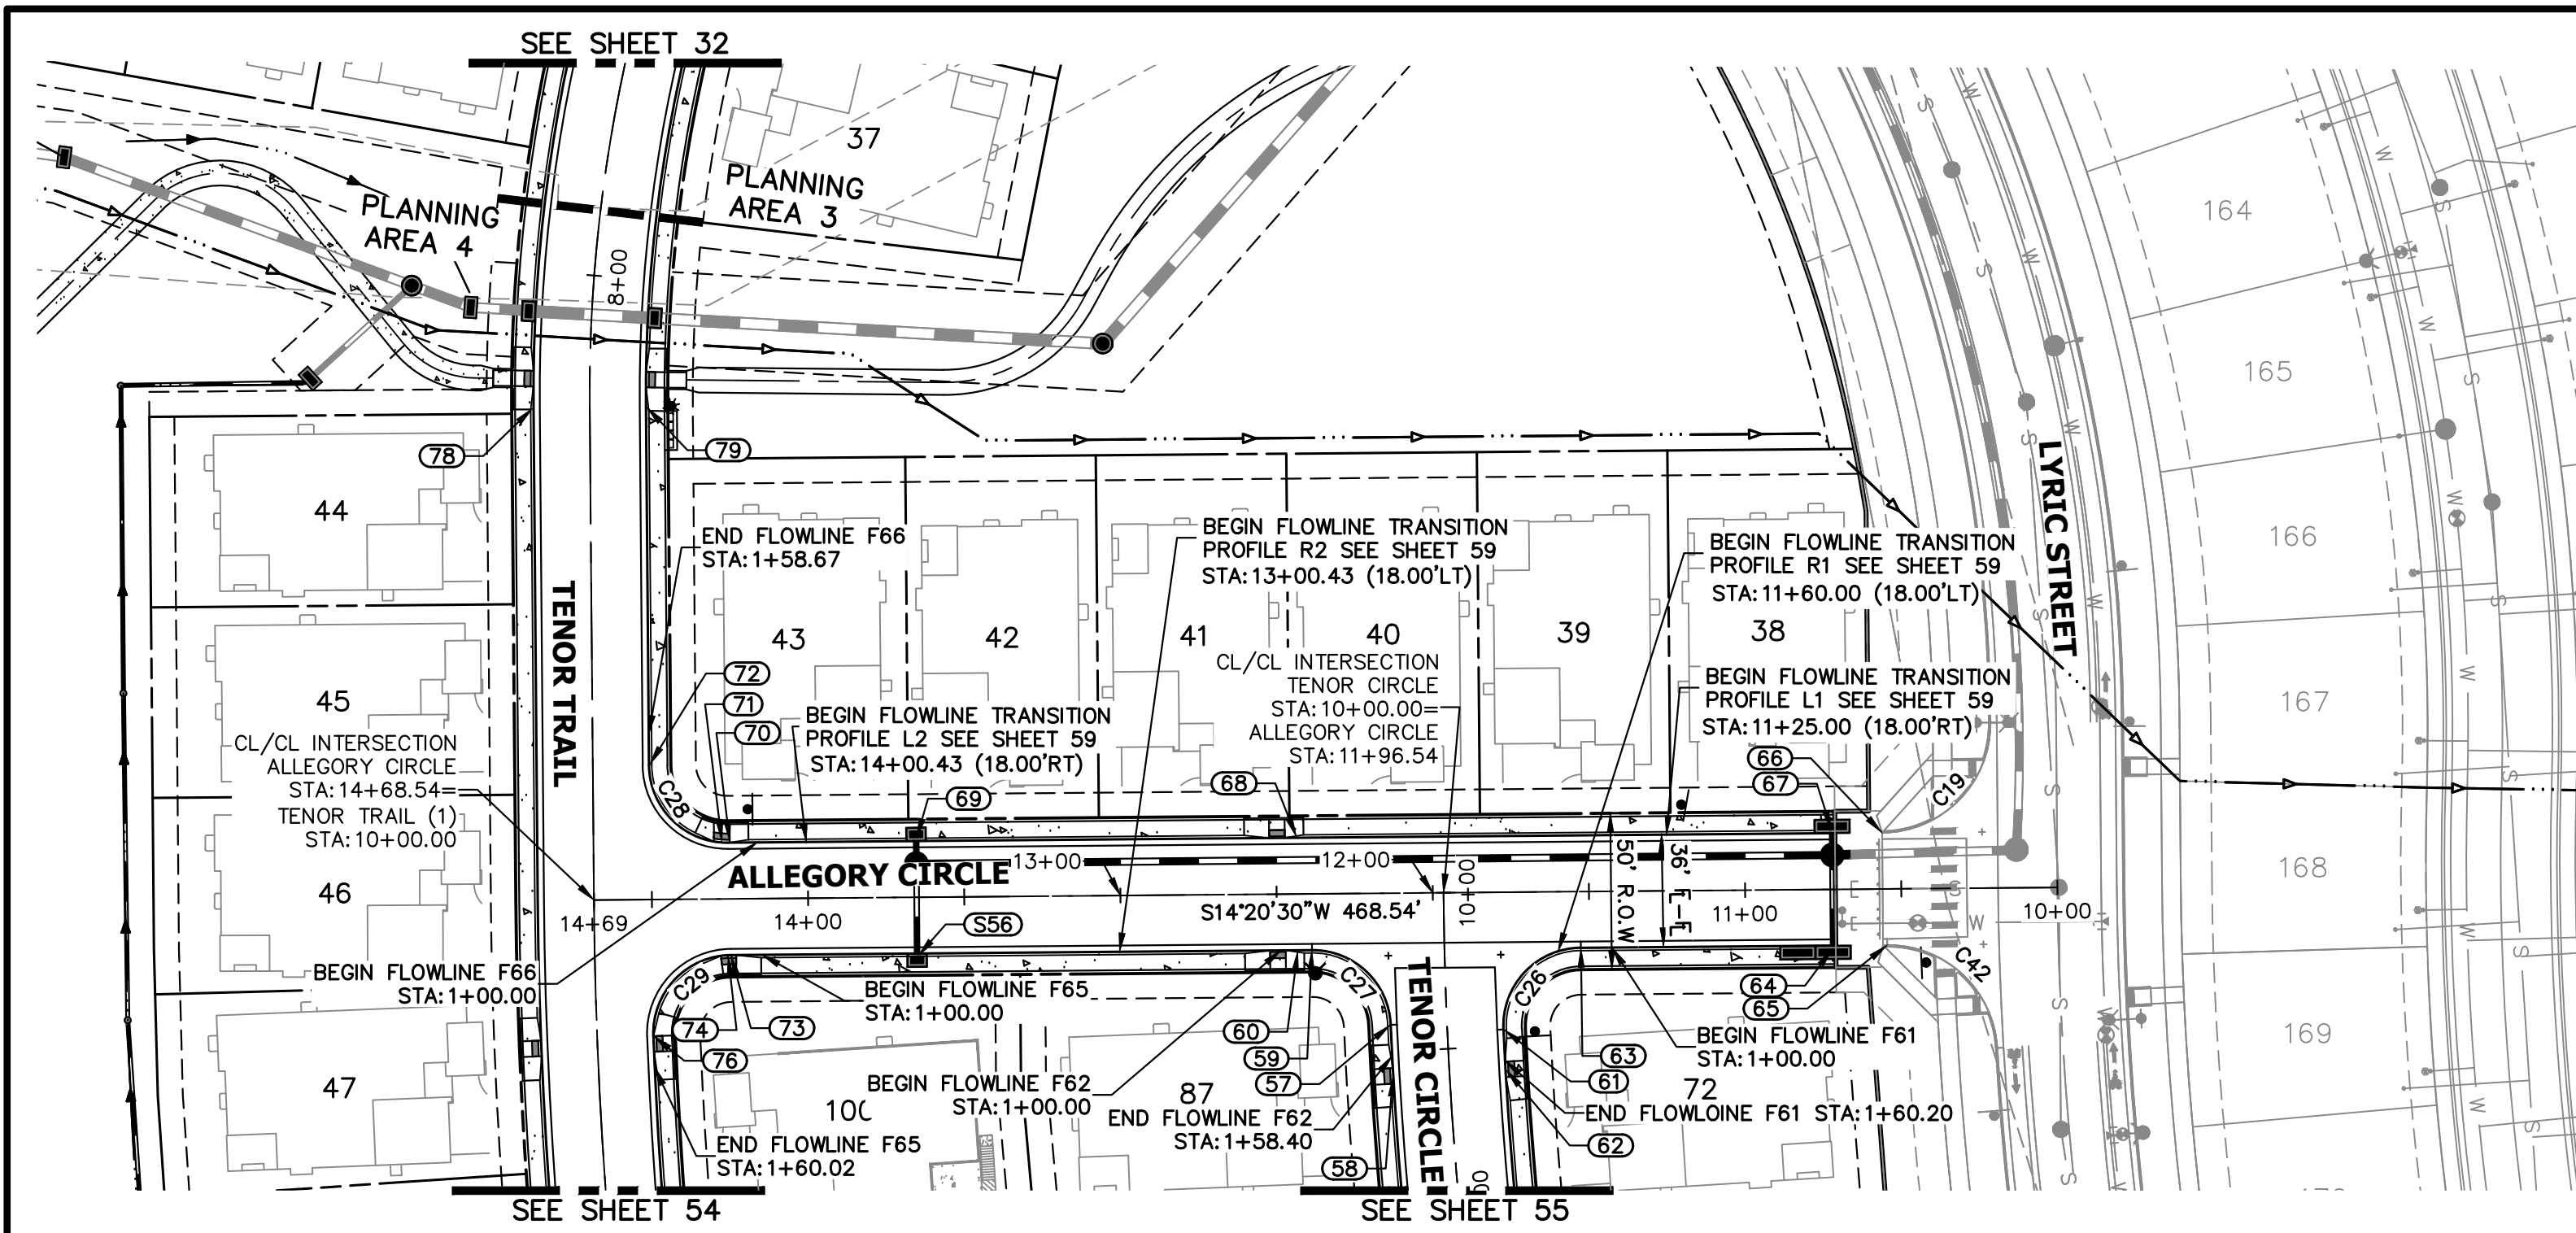 SEE SHEET 32
37
PLANNING
AREA 3
PLANNING
AREA 4
8+00
164
165
166
167
168
169
LYRIC STREET
78
79
44
45
46
47
TENOR TRAIL
END FLOWLINE F66
STA:1+58.67
BEGIN FLOWLINE TRANSITION
PROFILE R2 SEE SHEET 59
STA:13+00.43 (18.00'LT)
BEGIN FLOWLINE TRANSITION
PROFILE R1 SEE SHEET 59
STA:11+60.00 (18.00'LT)
43
42
41
40
39
38
CL/CL INTERSECTION
TENOR CIRCLE
STA:10+00.00=
ALLEGORY CIRCLE
STA:11+96.54
BEGIN FLOWLINE TRANSITION
PROFILE L1 SEE SHEET 59
STA:11+25.00 (18.00'RT)
72
71
70
BEGIN FLOWLINE TRANSITION
PROFILE L2 SEE SHEET 59
STA:14+00.43 (18.00'RT)
CL/CL INTERSECTION
ALLEGORY CIRCLE
STA:14+68.54=
TENOR TRAIL (1)
STA:10+00.00
C28
69
68
66
67
C19
ALLEGORY CIRCLE
13+00
12+00
10+00
50' R.O.W
36' FL-FL
14+69
14+00
S56
S14°20'30"W 468.54'
11+00
10+00
E
E
S
W
BEGIN FLOWLINE F66
STA:1+00.00
C29
BEGIN FLOWLINE F65
STA:1+00.00
74
73
76
C27
C26
C42
TENOR CIRCLE
60
59
57
64
65
63
61
BEGIN FLOWLINE F61
STA:1+00.00
BEGIN FLOWLINE F62
STA:1+00.00
87
72
END FLOWLINE F62
STA:1+58.40
END FLOWLOINE F61 STA:1+60.20
62
58
END FLOWLINE F65
STA:1+60.02
SEE SHEET 54
SEE SHEET 55